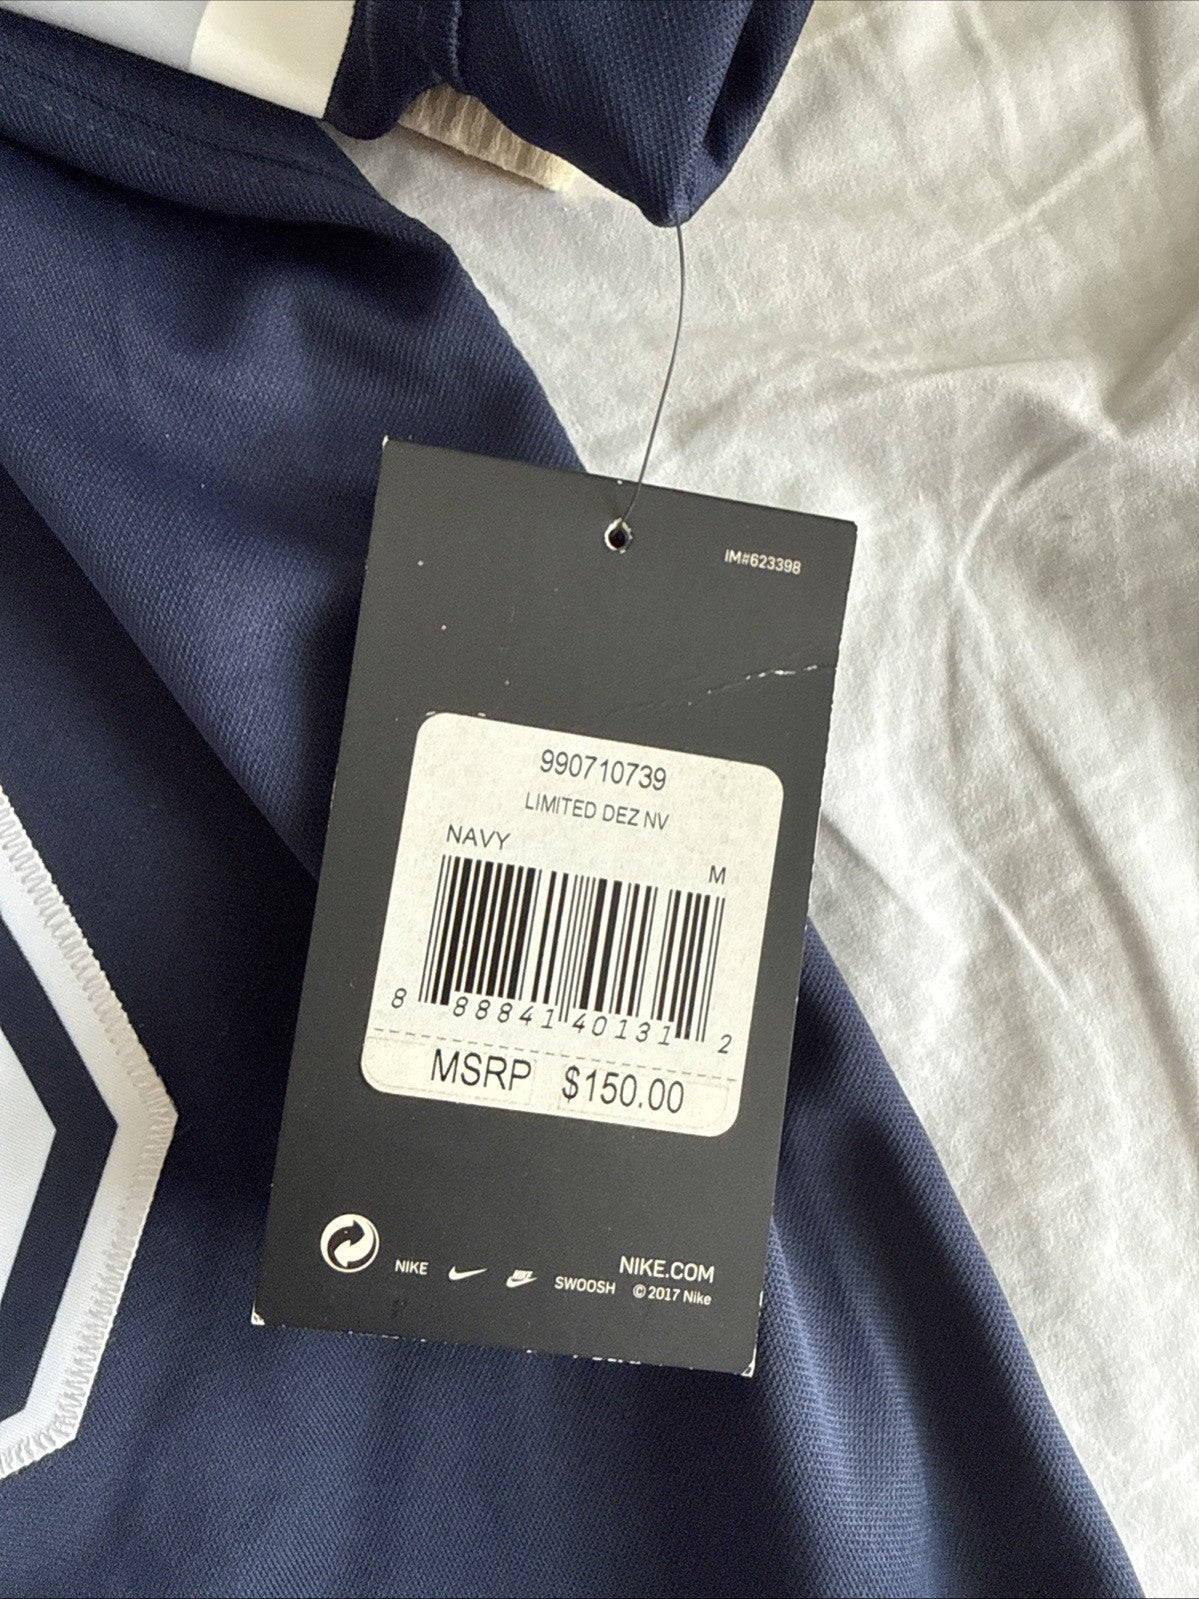 IM#623398
990710739
LIMITED DEZ NV
NAVY
M
8 88841 40131 2
MSRP $150.00
NIKE SWOOSH
NIKE.COM
© 2017 Nike